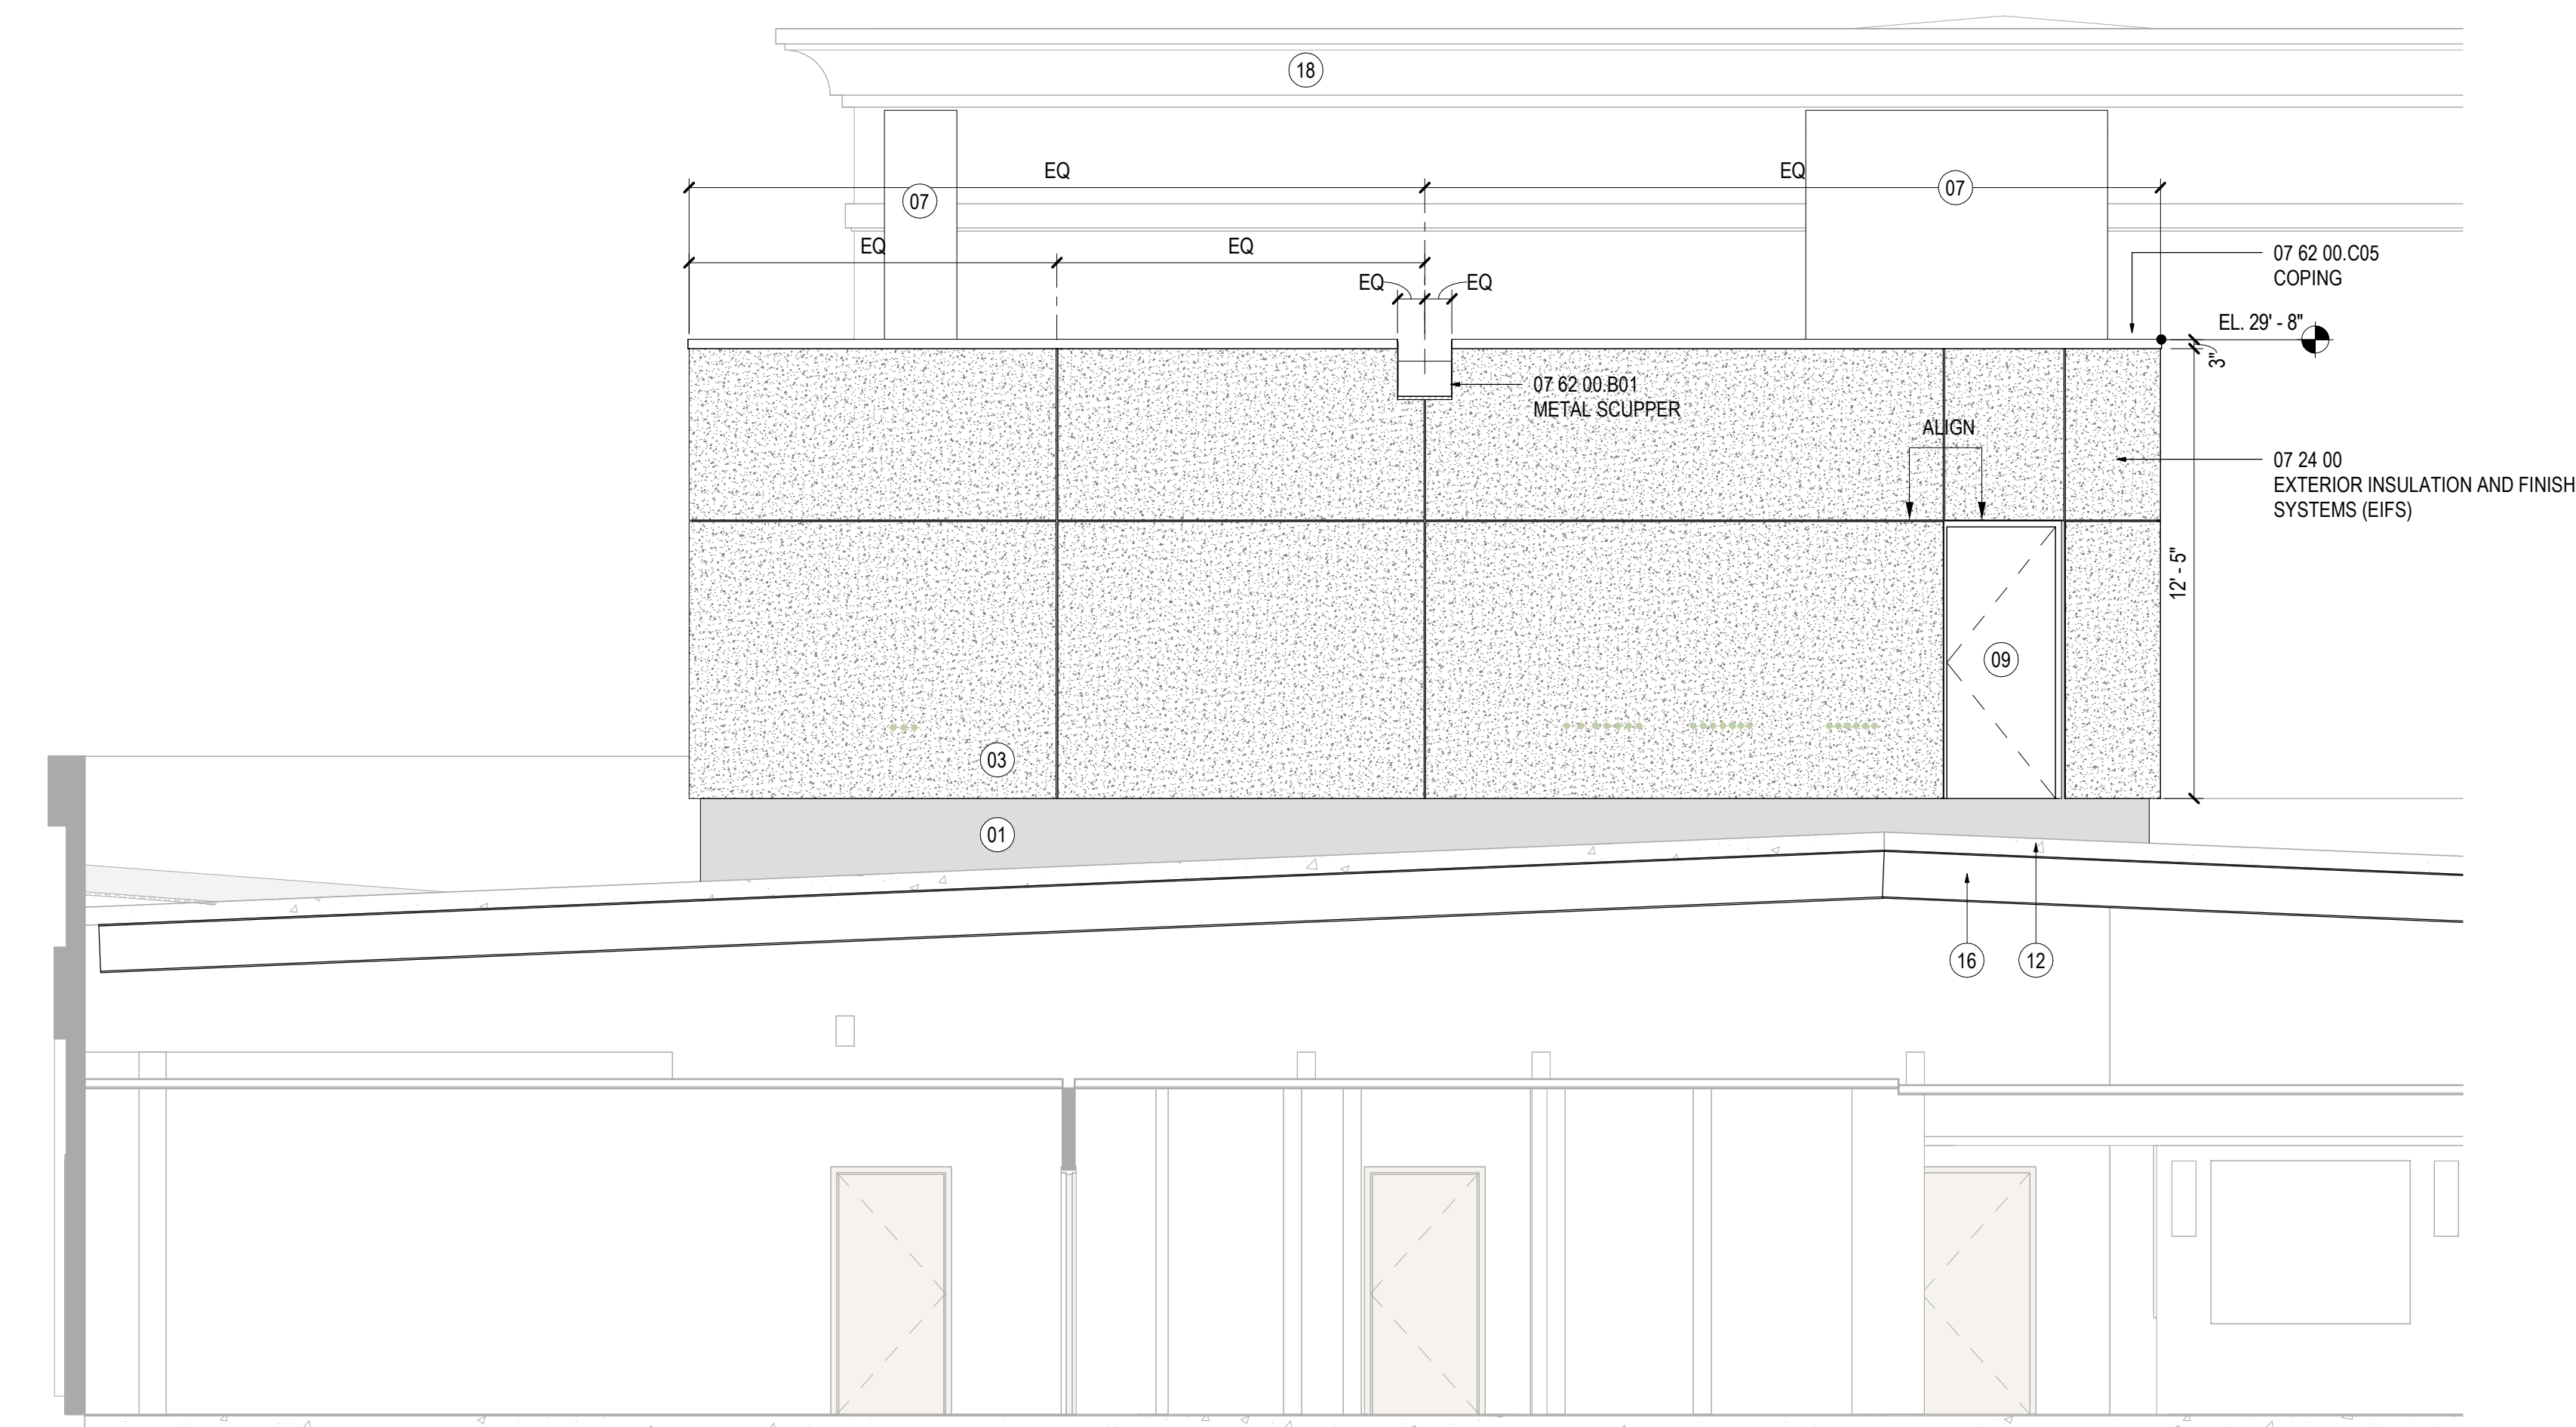 18
EQ
EQ
07
07
EQ
EQ
07 62 00.C05
COPING
EQ
EQ
EL. 29' - 8"
3"
07 62 00.B01
METAL SCUPPER
ALIGN
07 24 00
EXTERIOR INSULATION AND FINISH
SYSTEMS (EIFS)
12' - 5"
09
03
01
16
12